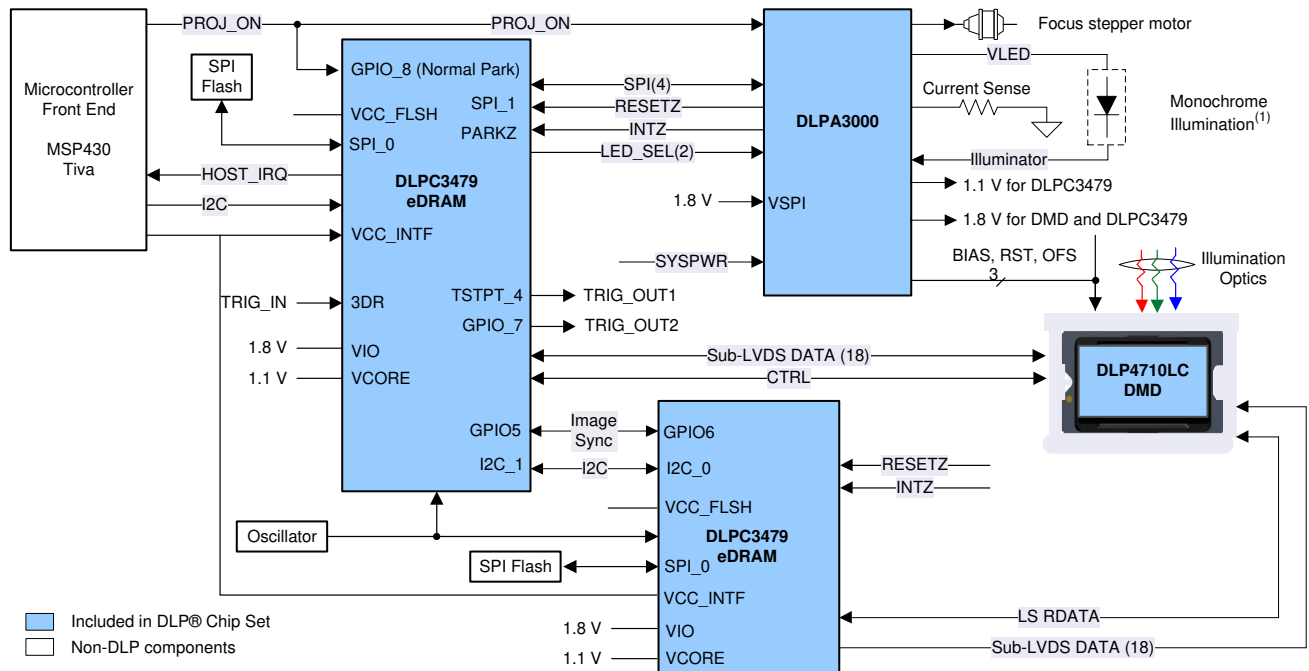 PROJ_ON
PROJ_ON
Focus stepper motor
VLED
SPI
Flash
GPIO_8 (Normal Park)
Microcontroller
Front End
MSP430
Tiva
SPI(4)
Current Sense
SPI_1
RESETZ
VCC_FLSH
DLPA3000
Monochrome
Illumination(1)
PARKZ
INTZ
SPI_0
LED_SEL(2)
Illuminator
HOST_IRQ
DLPC3479
eDRAM
1.1 V for DLPC3479
I2C
1.8 V
VSPI
1.8 V for DMD and DLPC3479
VCC_INTF
BIAS, RST, OFS
3
Illumination
Optics
SYSPWR
TRIG_IN
3DR
TSTPT_4
TRIG_OUT1
GPIO_7
TRIG_OUT2
1.8 V
VIO
Sub-LVDS DATA (18)
1.1 V
VCORE
CTRL
DLP4710LC
DMD
GPIO5
Image
Sync
GPIO6
I2C_1
I2C
I2C_0
RESETZ
INTZ
VCC_FLSH
Oscillator
DLPC3479
eDRAM
SPI Flash
SPI_0
VCC_INTF
Included in DLP® Chip Set
LS RDATA
1.8 V
VIO
Non-DLP components
Sub-LVDS DATA (18)
1.1 V
VCORE